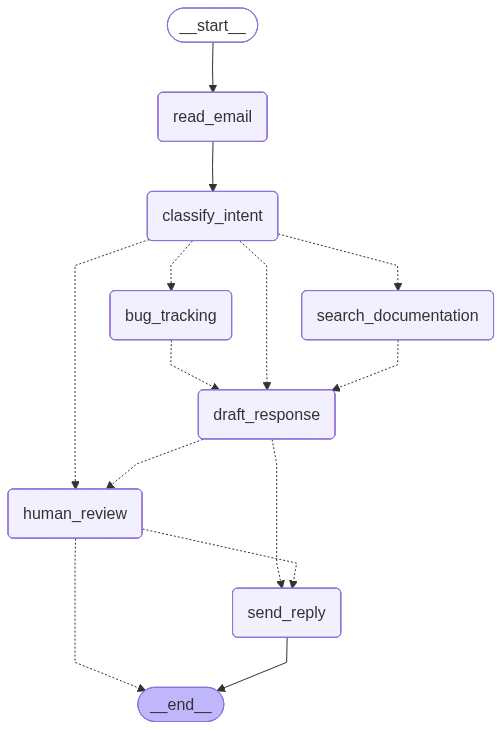 __start__
read_email
classify_intent
bug_tracking
search_documentation
draft_response
human_review
send_reply
__end__